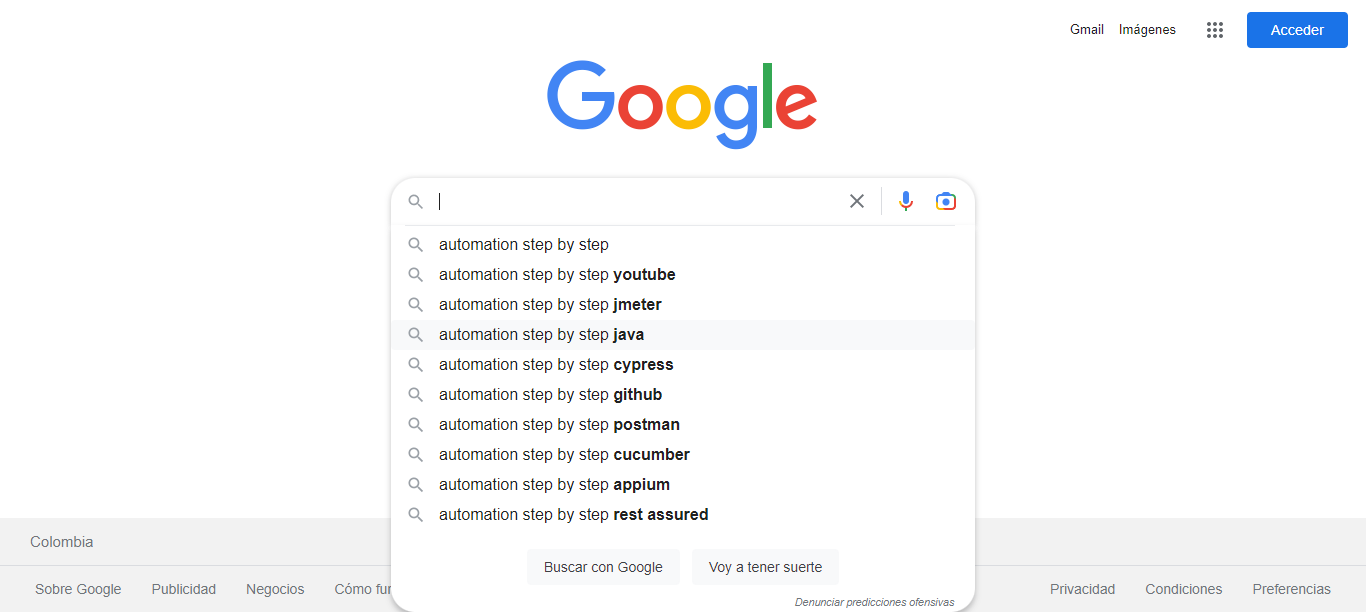 Gmail Imágenes Acceder
Google
automation step by step
automation step by step youtube
automation step by step jmeter
automation step by step java
automation step by step cypress
automation step by step github
automation step by step postman
automation step by step cucumber
automation step by step appium
automation step by step rest assured
Buscar con Google Voy a tener suerte
Denunciar predicciones ofensivas
Colombia
Sobre Google Publicidad Negocios Cómo Privacidad Condiciones Preferencias